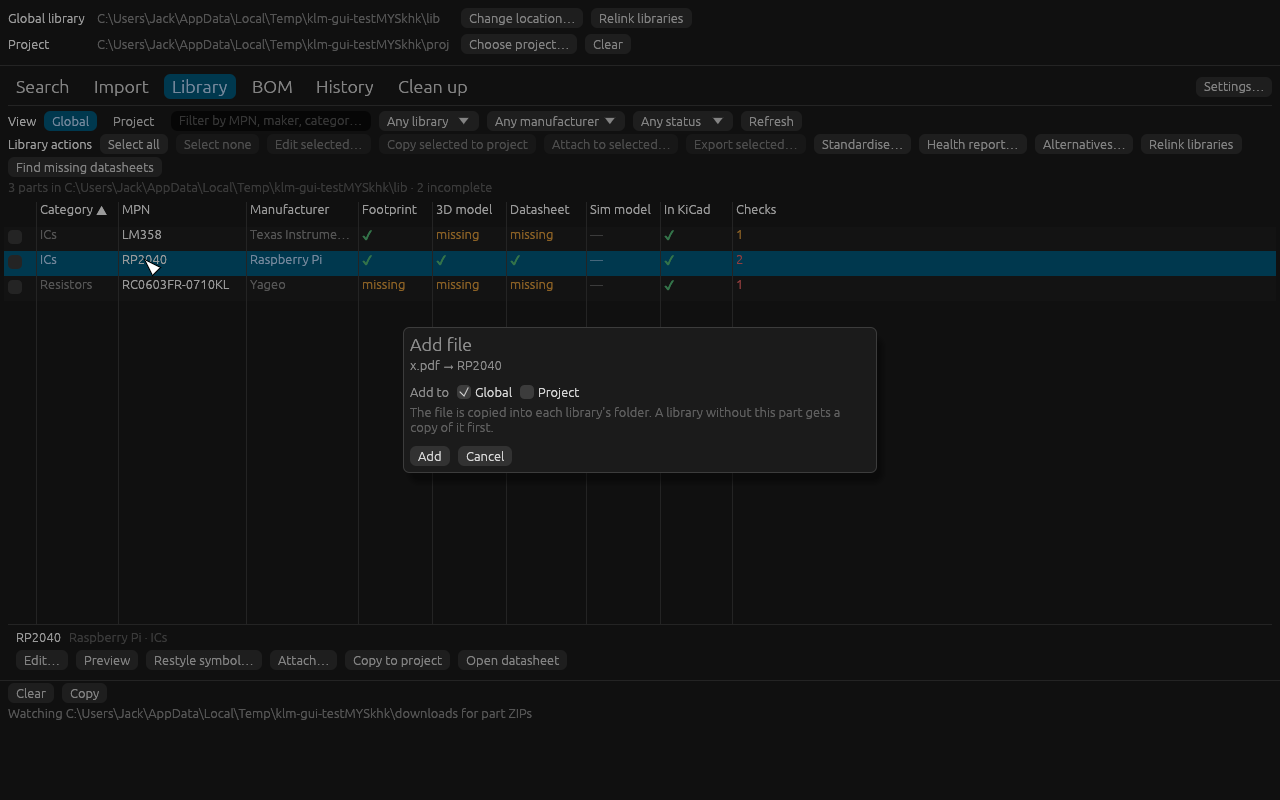 Global library C:\Users\Jack\AppData\Local\Temp\klm-gui-testMYSkhk\lib Change location… Relink libraries
Project C:\Users\Jack\AppData\Local\Temp\klm-gui-testMYSkhk\proj Choose project… Clear
Search Import Library BOM History Clean up Settings…
View Global Project Filter by MPN, maker, categor… Any library Any manufacturer Any status Refresh
Library actions Select all Select none Edit selected… Copy selected to project Attach to selected… Export selected… Standardise… Health report… Alternatives… Relink libraries
Find missing datasheets
3 parts in C:\Users\Jack\AppData\Local\Temp\klm-gui-testMYSkhk\lib · 2 incomplete
Category ▲ MPN Manufacturer Footprint 3D model Datasheet Sim model In KiCad Checks
ICs LM358 Texas Instrume… ✓ missing missing — ✓ 1
ICs RP2040 Raspberry Pi ✓ ✓ ✓ — ✓ 2
Resistors RC0603FR-0710KL Yageo missing missing missing — ✓ 1
Add file
x.pdf → RP2040
Add to Global Project
The file is copied into each library's folder. A library without this part gets a
copy of it first.
Add Cancel
RP2040 Raspberry Pi · ICs
Edit… Preview Restyle symbol… Attach… Copy to project Open datasheet
Clear Copy
Watching C:\Users\Jack\AppData\Local\Temp\klm-gui-testMYSkhk\downloads for part ZIPs